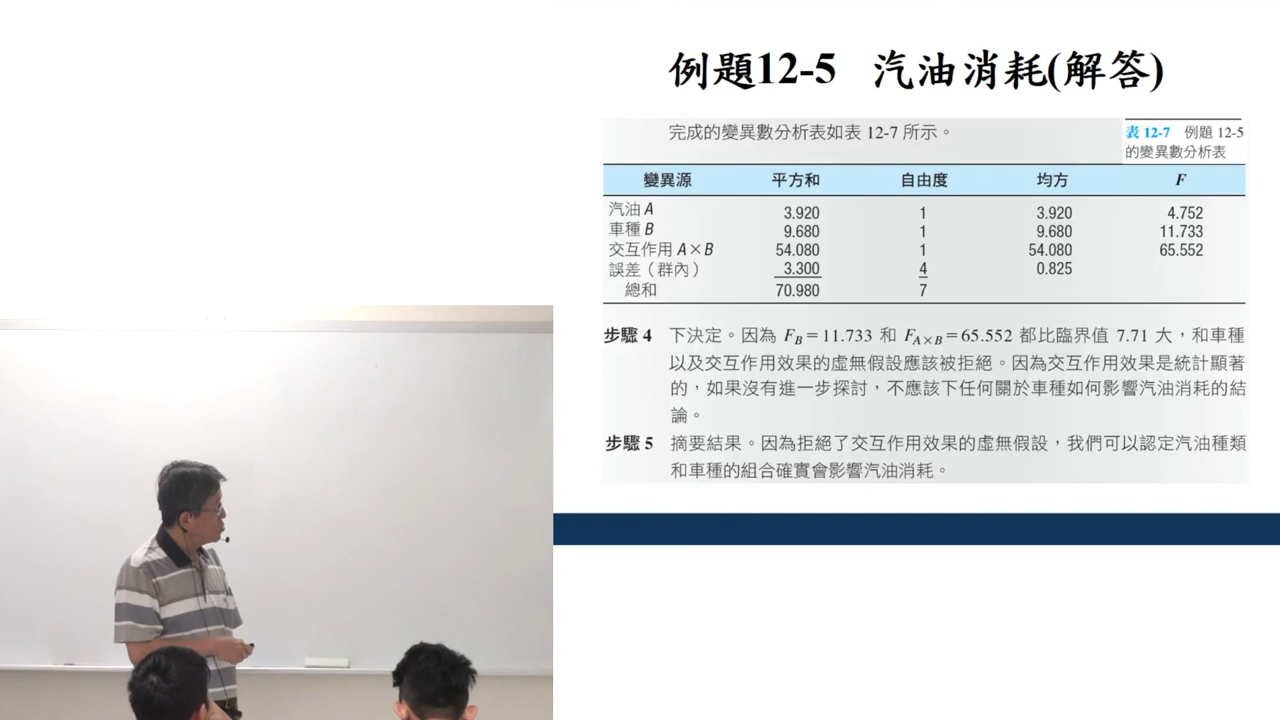 例題12-5 汽油消耗(解答)
完成的變異數分析表如表 12-7 所示。
表 12-7 例題 12-5
的變異數分析表
變異源 平方和 自由度 均方 F
汽油 A 3.920 1 3.920 4.752
車種 B 9.680 1 9.680 11.733
交互作用 A×B 54.080 1 54.080 65.552
誤差（群內） 3.300 4 0.825
總和 70.980 7
步驟 4 下決定。因為 FB = 11.733 和 FA×B = 65.552 都比臨界值 7.71 大，和車種
以及交互作用效果的虛無假設應該被拒絕。因為交互作用效果是統計顯著
的，如果沒有進一步探討，不應該下任何關於車種如何影響汽油消耗的結
論。
步驟 5 摘要結果。因為拒絕了交互作用效果的虛無假設，我們可以認定汽油種類
和車種的組合確實會影響汽油消耗。